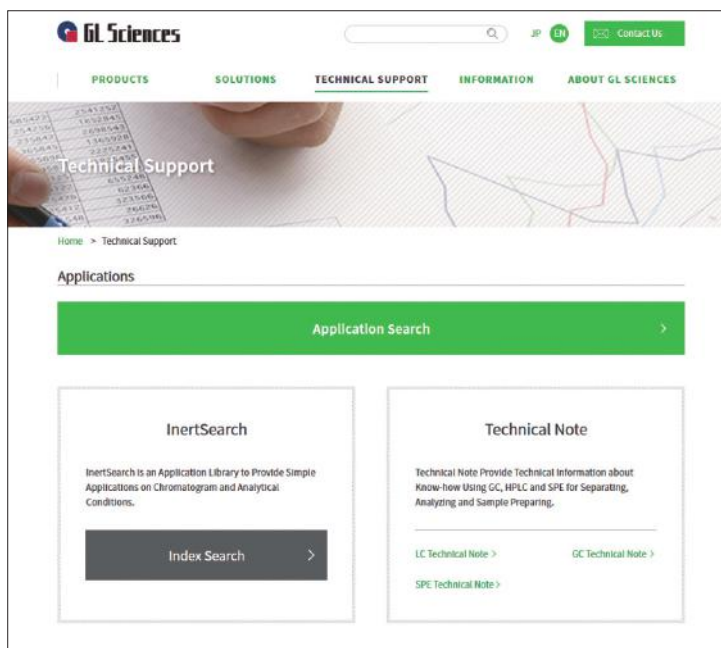 GL Sciences
JP EN Contact Us
PRODUCTS SOLUTIONS TECHNICAL SUPPORT INFORMATION ABOUT GL SCIENCES
Technical Support
Home > Technical Support
Applications
Application Search >
InertSearch
InertSearch is an Application Library to Provide Simple
Applications on Chromatogram and Analytical
Conditions.
Index Search >
Technical Note
Technical Note Provide Technical Information about
Know-how Using GC, HPLC and SPE for Separating,
Analyzing and Sample Preparing.
LC Technical Note > GC Technical Note >
SPE Technical Note >